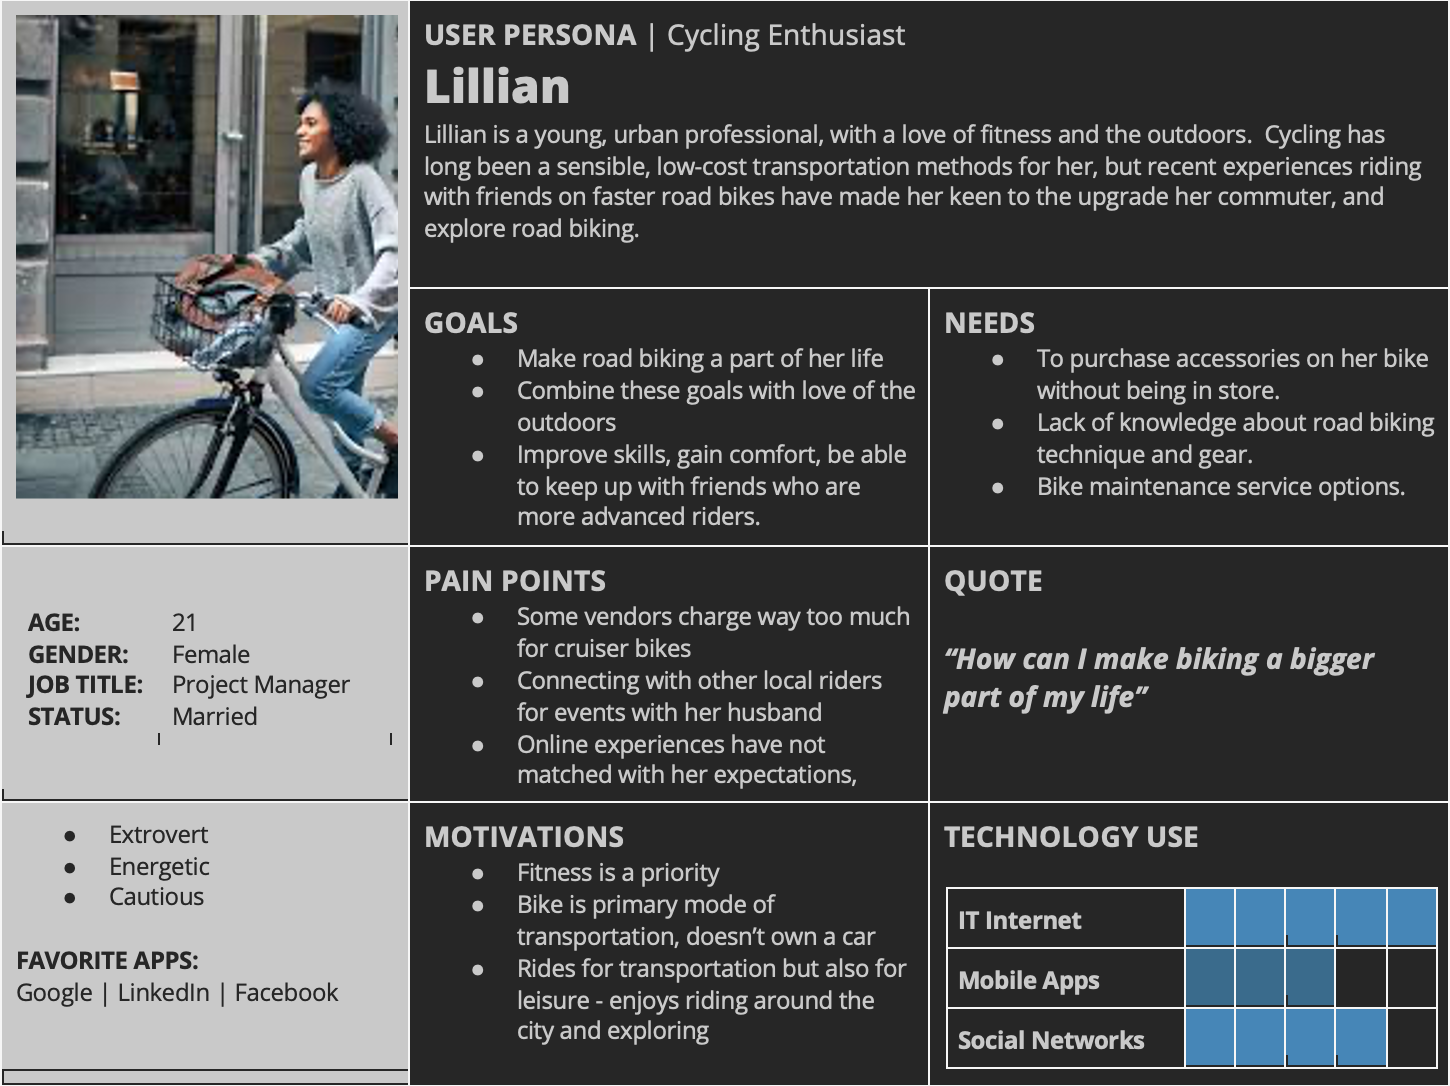 USER PERSONA | Cycling Enthusiast
Lillian
Lillian is a young, urban professional, with a love of fitness and the outdoors.  Cycling has
long been a sensible, low-cost transportation methods for her, but recent experiences riding
with friends on faster road bikes have made her keen to the upgrade her commuter, and
explore road biking.
GOALS
● Make road biking a part of her life
● Combine these goals with love of the
outdoors
● Improve skills, gain comfort, be able
to keep up with friends who are
more advanced riders.
NEEDS
● To purchase accessories on her bike
without being in store.
● Lack of knowledge about road biking
technique and gear.
● Bike maintenance service options.
AGE: 21
GENDER: Female
JOB TITLE: Project Manager
STATUS: Married
PAIN POINTS
● Some vendors charge way too much
for cruiser bikes
● Connecting with other local riders
for events with her husband
● Online experiences have not
matched with her expectations,
QUOTE
“How can I make biking a bigger
part of my life”
● Extrovert
● Energetic
● Cautious
FAVORITE APPS:
Google | LinkedIn | Facebook
MOTIVATIONS
● Fitness is a priority
● Bike is primary mode of
transportation, doesn’t own a car
● Rides for transportation but also for
leisure - enjoys riding around the
city and exploring
TECHNOLOGY USE
IT Internet
Mobile Apps
Social Networks